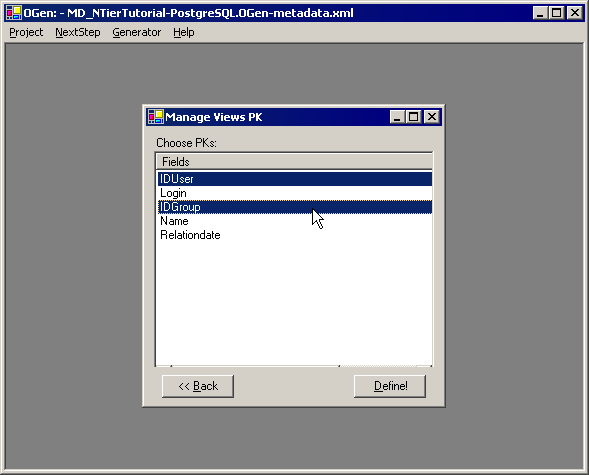 OGen: - MD_NTierTutorial-PostgreSQL.OGen-metadata.xml
Project NextStep Generator Help
Manage Views PK
Choose PKs:
Fields
IDUser
Login
IDGroup
Name
Relationdate
<< Back Define!